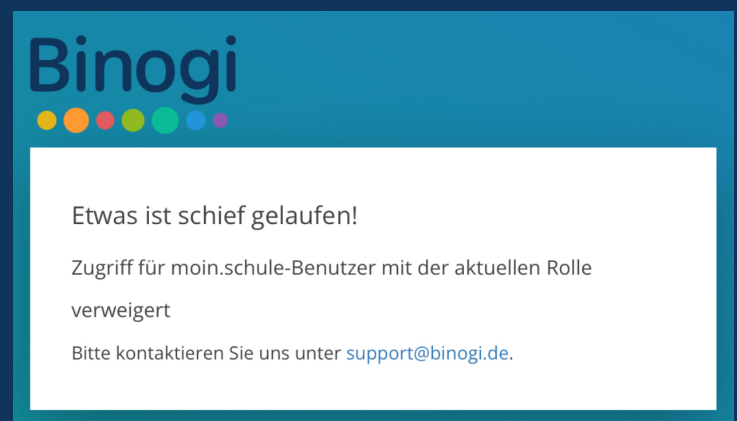 Binogi
Etwas ist schief gelaufen!
Zugriff für moin.schule-Benutzer mit der aktuellen Rolle
verweigert
Bitte kontaktieren Sie uns unter support@binogi.de.